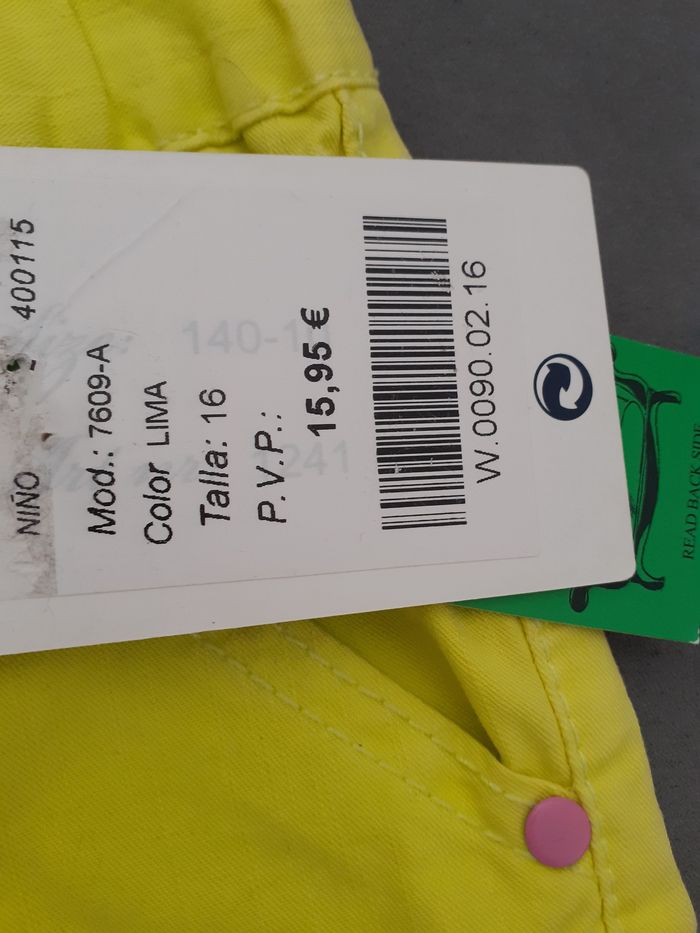 NIÑO - 400115
Mod.: 7609-A
Color LIMA
Talla: 16
P.V.P.:
15,95 €
W.0090.02.16
READ BACK SIDE